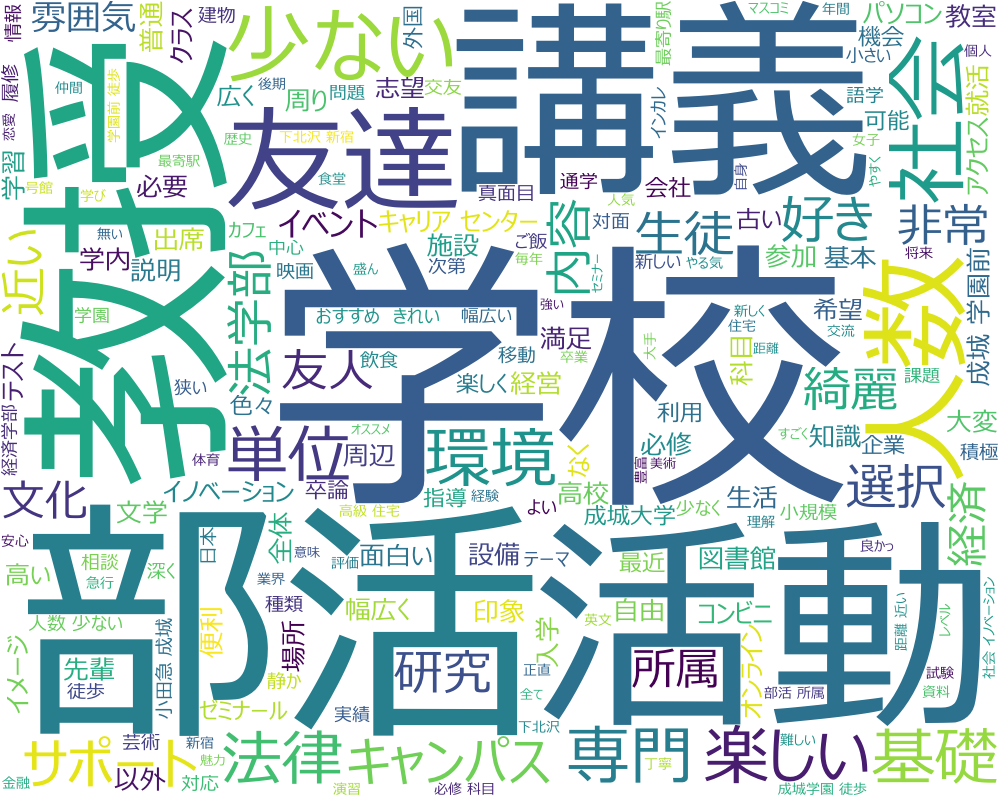 学校
部活
活動
講義
教授
友達
人数
少ない
社会
単位
環境
法律
キャンパス
専門
楽しい
基礎
サポート
研究
所属
文化
友人
法学部
内容
生徒
好き
非常
綺麗
選択
経済
雰囲気
普通
クラス
建物
情報
履修
恋愛
仲間
学園前 徒歩
学習
号館
最寄駅
学び
必要
広く
後期
周り
問題
志望
交友
外国
下北沢 新宿
歴史
食堂
真面目
インカレ
最寄り駅
マスコミ
年間
パソコン
教室
機会
小さい
個人
語学
可能
女子
やすく
自身
アクセス
就活
通学
会社
人気
古い
イベント
キャリア センター
対面
カフェ
ご飯
毎年
中心
施設
次第
映画
盛ん
新しい
やる気
セミナー
参加
基本
将来
学園前
成城
近い
出席
無い
学内
説明
学園
おすすめ
きれい
幅広い
強い
満足
希望
新しく
住宅
交流
距離
大手
移動
卒業
飲食
楽しく
経営
科目
課題
大変
テスト
経済学部
狭い
色々
オススメ
周辺
利用
必修
なく
知識
すごく
企業
積極
体育
イノベーション
卒論
指導
経験
高級 住宅
よい
高校
豊富
美術
生活
理解
小規模
少なく
成城大学
文学
日本
全体
安心
高い
相談
急行
深く
意味
評価
面白い
設備
テーマ
最近
図書館
良かっ
業界
種類
幅広く
印象
英文
自由
コンビニ
社会 イノベーション
距離 近い
レベル
人数 少ない
便利
場所
入学
イメージ
先輩
徒歩
小田急
成城
静か
正直
全て
オンライン
部活 所属
試験
資料
ゼミナール
実績
下北沢
芸術
新宿
魅力
金融
以外
対応
演習
必修 科目
丁寧
難しい
成城学園 徒歩